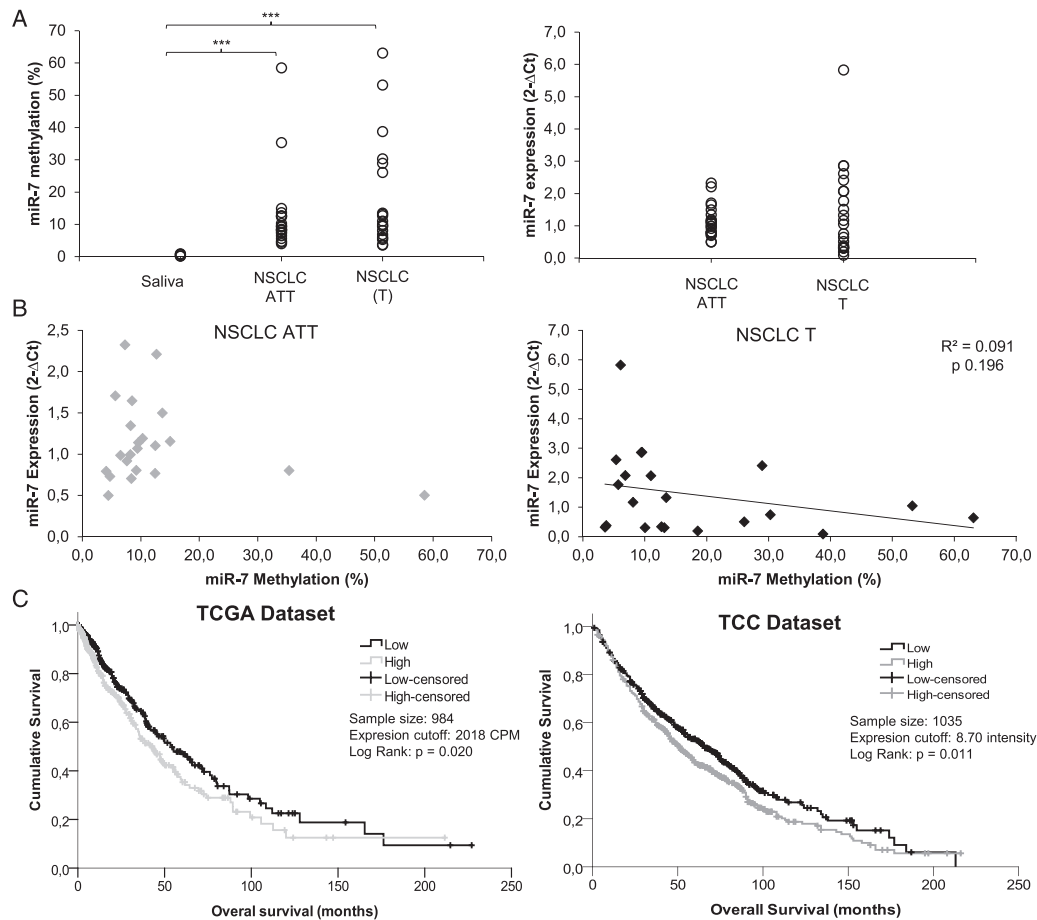 A
***
***
70
60
50
40
30
20
10
0
miR-7 methylation (%)
Saliva
NSCLC
ATT
NSCLC
(T)
7,0
6,0
5,0
4,0
3,0
2,0
1,0
0,0
miR-7 expression (2-ΔCt)
NSCLC
ATT
NSCLC
T
B
NSCLC ATT
2,5
2,0
1,5
1,0
0,5
0,0
miR-7 Expression (2-ΔCt)
0,0 10,0 20,0 30,0 40,0 50,0 60,0 70,0
miR-7 Methylation (%)
NSCLC T
R² = 0.091
p 0.196
7,0
6,0
5,0
4,0
3,0
2,0
1,0
0,0
miR-7 Expression (2-ΔCt)
0,0 10,0 20,0 30,0 40,0 50,0 60,0 70,0
miR-7 Methylation (%)
C
TCGA Dataset
1,0
0,8
0,6
0,4
0,2
0,0
Cumulative Survival
Low
High
Low-censored
High-censored
Sample size: 984
Expresion cutoff: 2018 CPM
Log Rank: p = 0.020
0 50 100 150 200 250
Overal survival (months)
TCC Dataset
1,0
0,8
0,6
0,4
0,2
0,0
Cumulative Survival
Low
High
Low-censored
High-censored
Sample size: 1035
Expresion cutoff: 8.70 intensity
Log Rank: p = 0.011
0 50 100 150 200 250
Overall Survival (months)